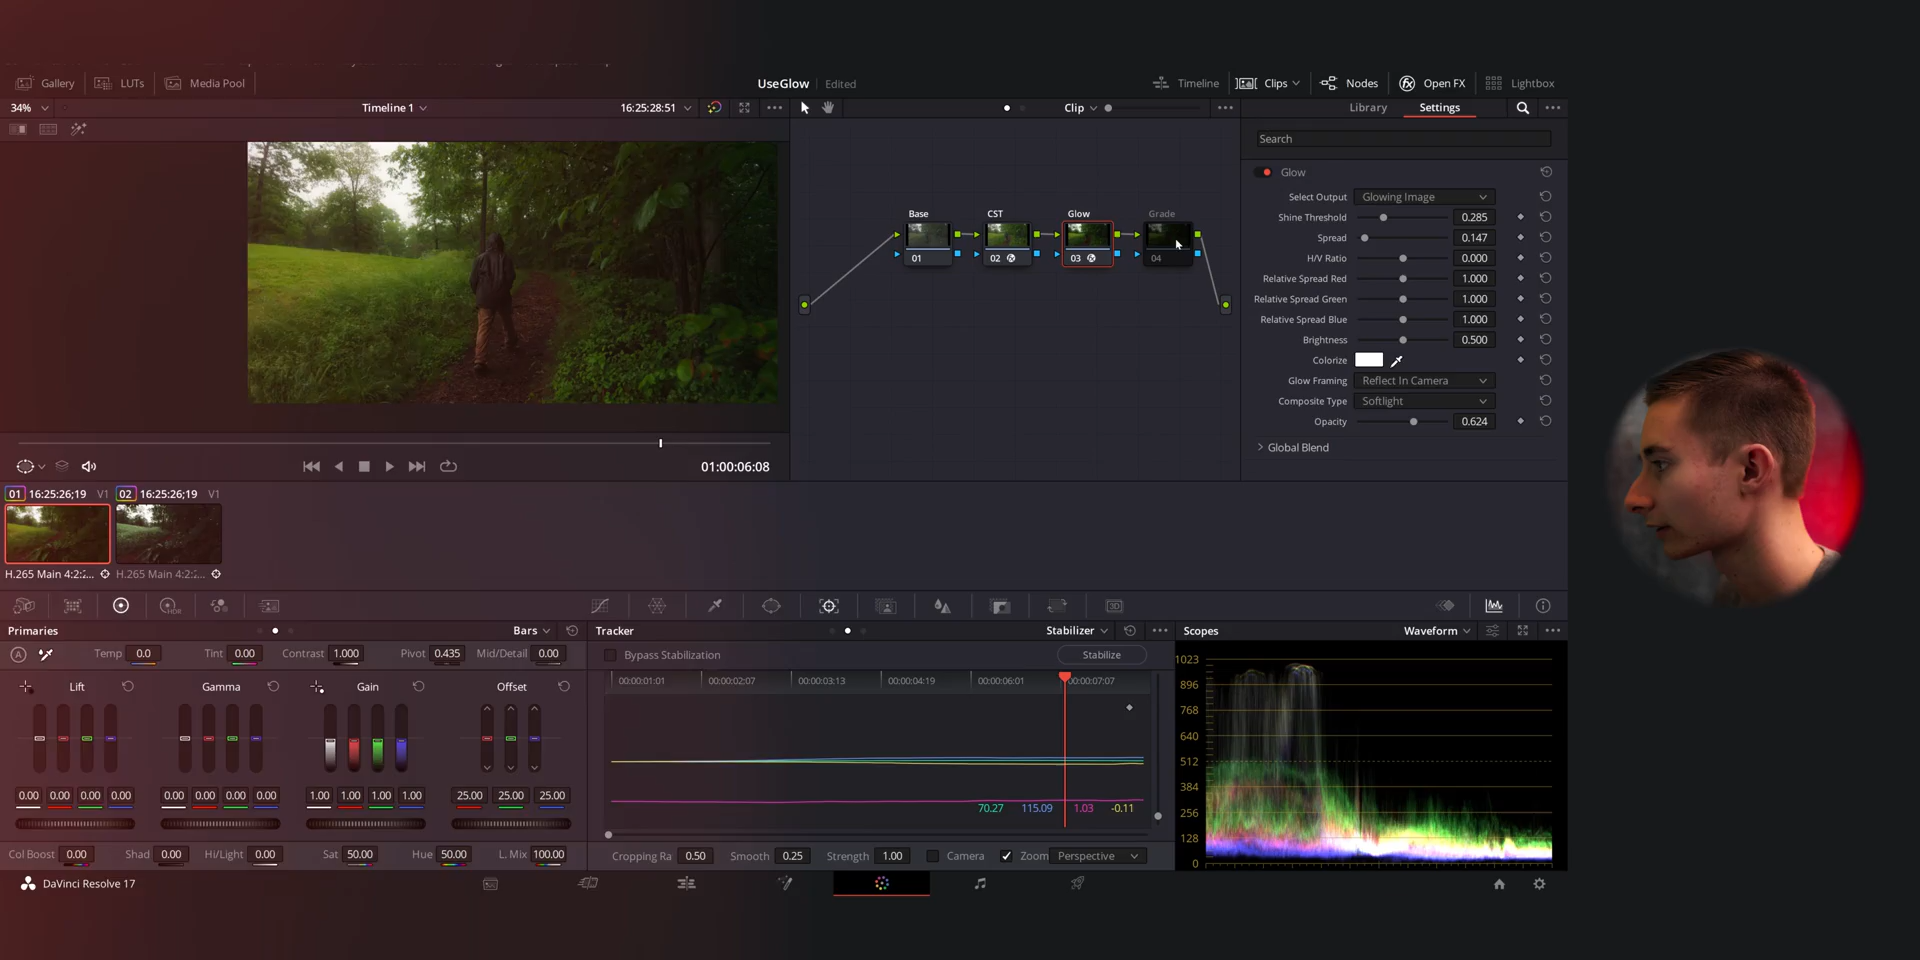 Gallery LUTs Media Pool UseGlow Edited Timeline Clips Nodes Open FX Lightbox
34% Timeline 1 16:25:28:51 Clip Library Settings
Search
Glow
Select Output Glowing Image
Shine Threshold 0.285
Spread 0.147
H/V Ratio 0.000
Relative Spread Red 1.000
Relative Spread Green 1.000
Relative Spread Blue 1.000
Brightness 0.500
Colorize
Glow Framing Reflect In Camera
Composite Type Softlight
Opacity 0.624
Global Blend
Base CST Glow Grade
01 02 03 04
01:00:06:08
01 16:25:26;19 V1 02 16:25:26;19 V1
H.265 Main 4:2:... H.265 Main 4:2:...
Primaries Bars Tracker Stabilizer Scopes Waveform
Temp 0.0 Tint 0.00 Contrast 1.000 Pivot 0.435 Mid/Detail 0.00
Bypass Stabilization Stabilize
Lift Gamma Gain Offset
00:00:01:01 00:00:02:07 00:00:03:13 00:00:04:19 00:00:06:01 00:00:07:07
1023
896
768
640
512
384
256
128
0
70.27 115.09 1.03 -0.11
0.00 0.00 0.00 0.00 0.00 0.00 0.00 0.00 1.00 1.00 1.00 1.00 25.00 25.00 25.00
Col Boost 0.00 Shad 0.00 Hi/Light 0.00 Sat 50.00 Hue 50.00 L. Mix 100.00
Cropping Ra 0.50 Smooth 0.25 Strength 1.00 Camera Zoom Perspective
DaVinci Resolve 17